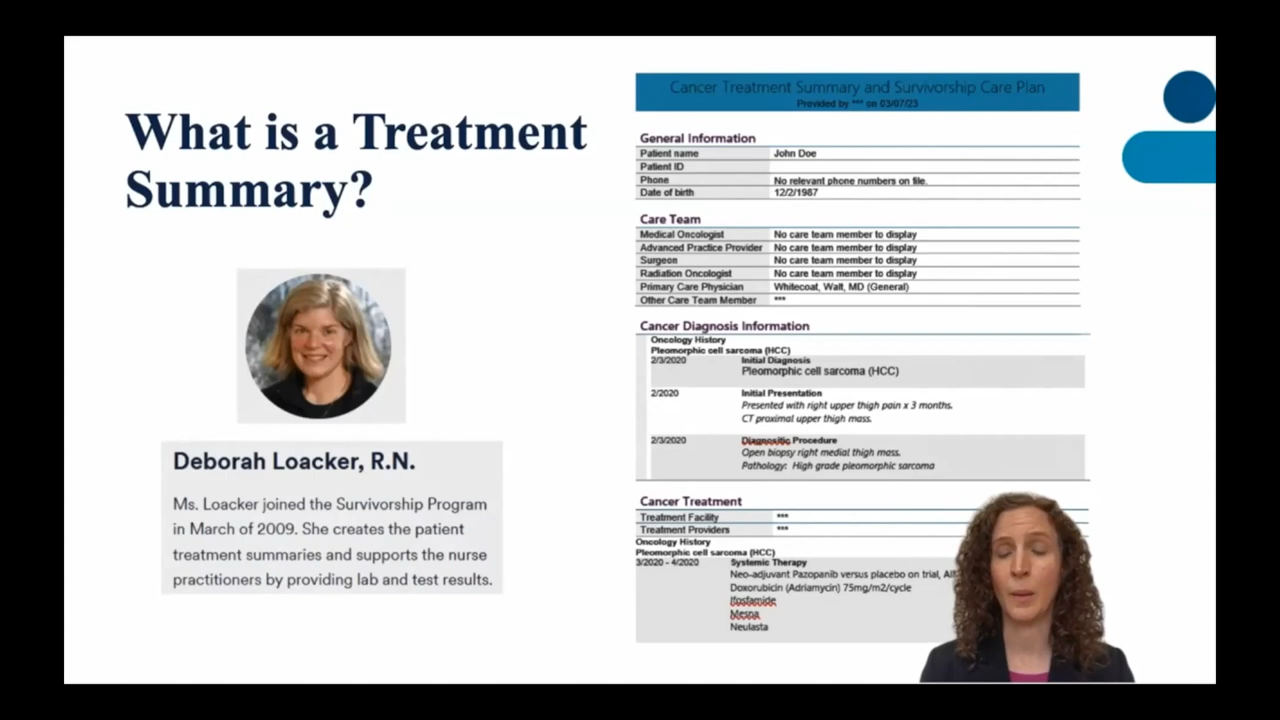 What is a Treatment
Summary?
Deborah Loacker, R.N.
Ms. Loacker joined the Survivorship Program
in March of 2009. She creates the patient
treatment summaries and supports the nurse
practitioners by providing lab and test results.
Cancer Treatment Summary and Survivorship Care Plan
Provided by *** on 03/07/23
General Information
Patient name John Doe
Patient ID
Phone No relevant phone numbers on file.
Date of birth 12/2/1987
Care Team
Medical Oncologist No care team member to display
Advanced Practice Provider No care team member to display
Surgeon No care team member to display
Radiation Oncologist No care team member to display
Primary Care Physician Whitecoat, Walt, MD (General)
Other Care Team Member ***
Cancer Diagnosis Information
Oncology History
Pleomorphic cell sarcoma (HCC)
2/3/2020 Initial Diagnosis
Pleomorphic cell sarcoma (HCC)
2/2020 Initial Presentation
Presented with right upper thigh pain x 3 months.
CT proximal upper thigh mass.
2/3/2020 Diagnositic Procedure
Open biopsy right medial thigh mass.
Pathology: High grade pleomorphic sarcoma
Cancer Treatment
Treatment Facility ***
Treatment Providers ***
Oncology History
Pleomorphic cell sarcoma (HCC)
3/2020 - 4/2020 Systemic Therapy
Neo-adjuvant Pazopanib versus placebo on trial,
Doxorubicin (Adriamycin) 75mg/m2/cycle
Ifosfamide
Mesna
Neulasta